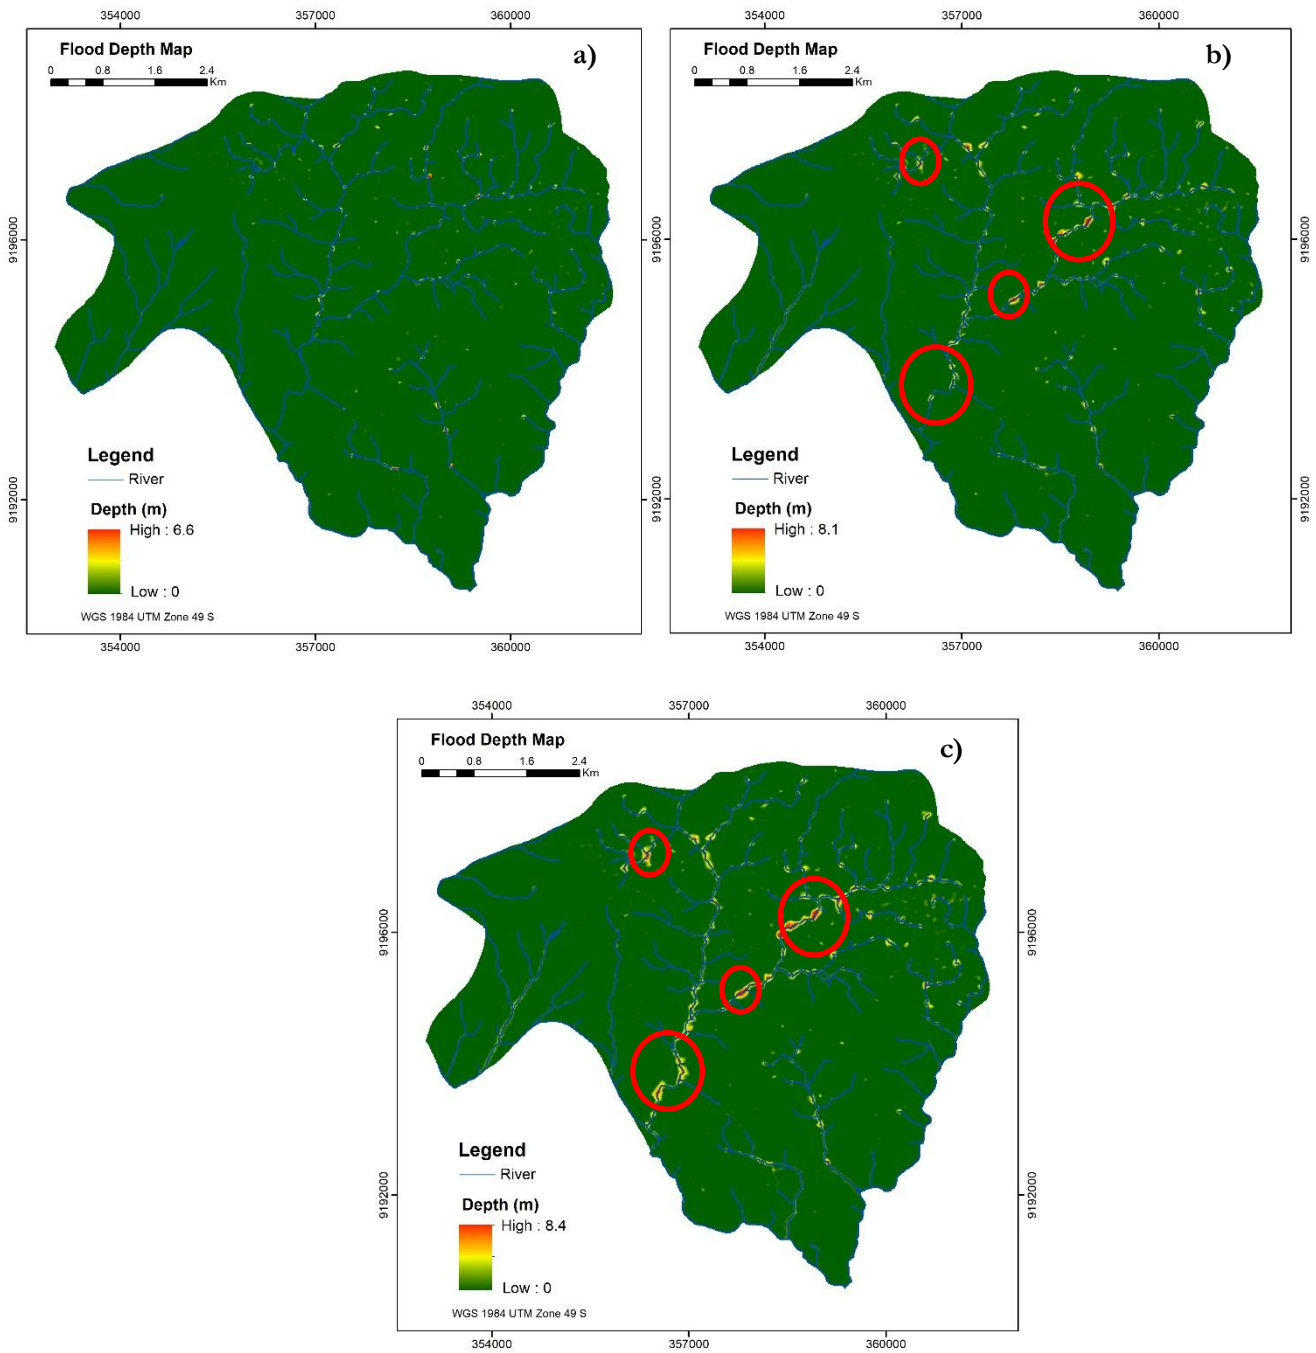 354000 357000 360000
Flood Depth Map
a)
0 0.8 1.6 2.4
Km
9196000
9192000
Legend
River
Depth (m)
High : 6.6
Low : 0
WGS 1984 UTM Zone 49 S
354000 357000 360000
354000 357000 360000
Flood Depth Map
b)
0 0.8 1.6 2.4
Km
9196000 9196000
9192000 9192000
Legend
River
Depth (m)
High : 8.1
Low : 0
WGS 1984 UTM Zone 49 S
354000 357000 360000
354000 357000 360000
Flood Depth Map
c)
0 0.8 1.6 2.4
Km
9196000 9196000
9192000 9192000
Legend
River
Depth (m)
High : 8.4
Low : 0
WGS 1984 UTM Zone 49 S
354000 357000 360000